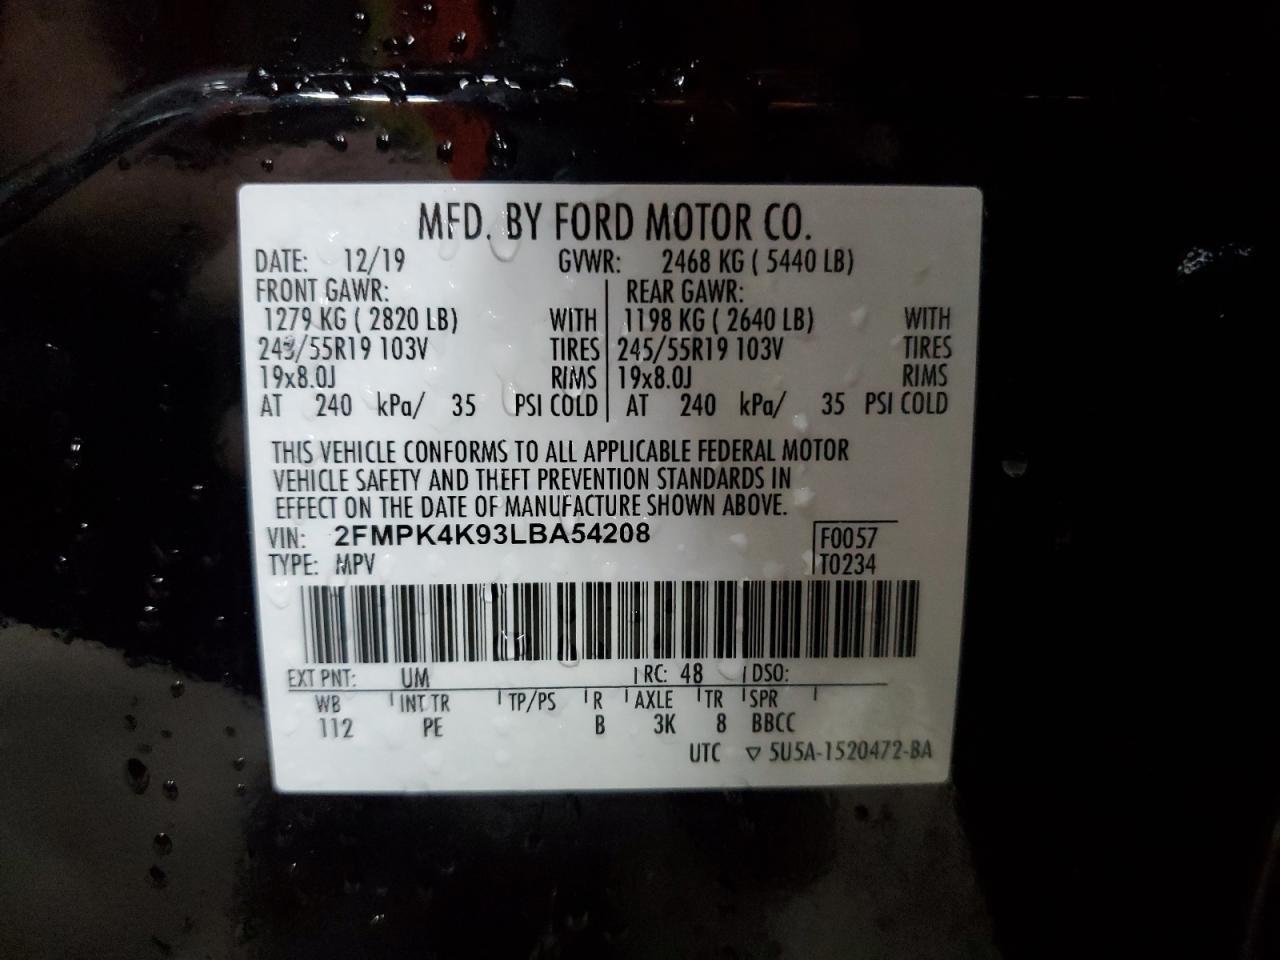 MFD. BY FORD MOTOR CO.
DATE: 12/19 GVWR: 2468 KG ( 5440 LB)
FRONT GAWR: REAR GAWR:
1279 KG ( 2820 LB) WITH 1198 KG ( 2640 LB) WITH
245/55R19 103V TIRES 245/55R19 103V TIRES
19x8.0J RIMS 19x8.0J RIMS
AT 240 kPa/ 35 PSI COLD AT 240 kPa/ 35 PSI COLD
THIS VEHICLE CONFORMS TO ALL APPLICABLE FEDERAL MOTOR
VEHICLE SAFETY AND THEFT PREVENTION STANDARDS IN
EFFECT ON THE DATE OF MANUFACTURE SHOWN ABOVE.
VIN: 2FMPK4K93LBA54208 F0057
TYPE: MPV T0234
EXT PNT: UM RC: 48 DSO:
WB INT TR TP/PS R AXLE TR SPR
112 PE B 3K 8 BBCC
UTC ▽ 5U5A-1520472-BA